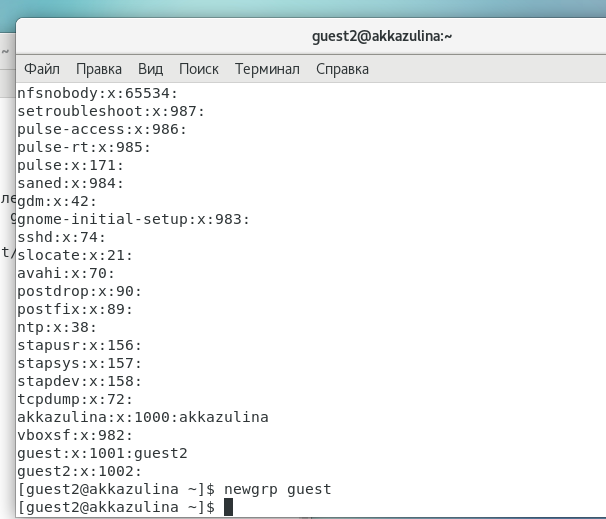 guest2@akkazulina:~
Файл Правка Вид Поиск Терминал Справка
nfsnobody:x:65534:
setroubleshoot:x:987:
pulse-access:x:986:
pulse-rt:x:985:
pulse:x:171:
saned:x:984:
gdm:x:42:
gnome-initial-setup:x:983:
sshd:x:74:
slocate:x:21:
avahi:x:70:
postdrop:x:90:
postfix:x:89:
ntp:x:38:
stapusr:x:156:
stapsys:x:157:
stapdev:x:158:
tcpdump:x:72:
akkazulina:x:1000:akkazulina
vboxsf:x:982:
guest:x:1001:guest2
guest2:x:1002:
[guest2@akkazulina ~]$ newgrp guest
[guest2@akkazulina ~]$